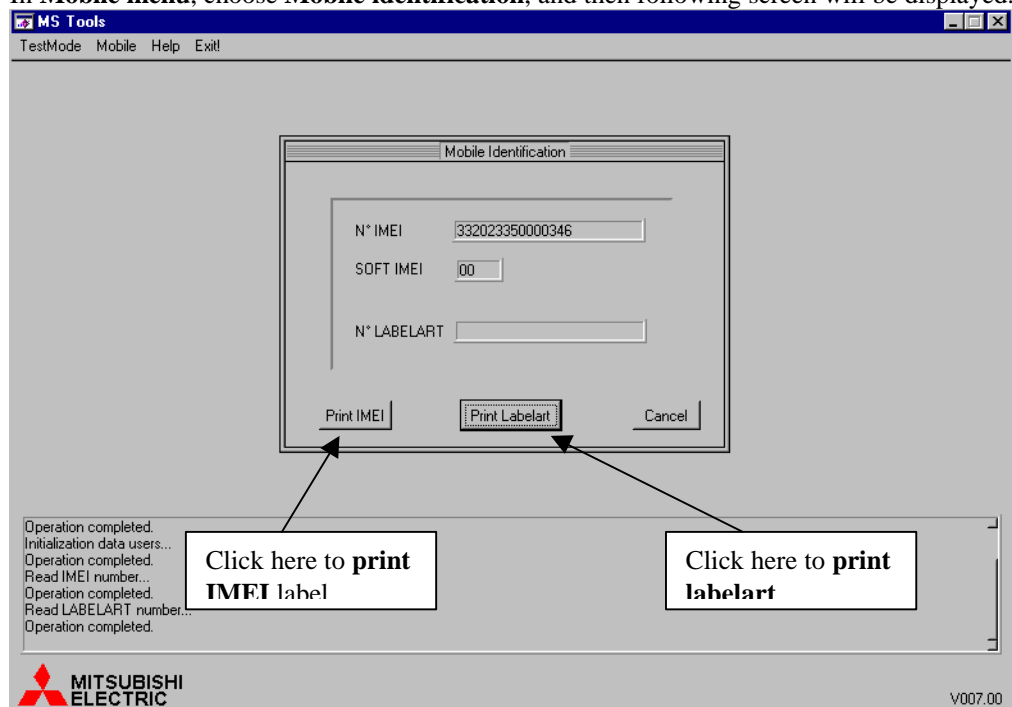 In Mobile menu, choose Mobile identification, and then following screen will be displayed.
MS Tools
TestMode Mobile Help Exit!
Mobile Identification
N° IMEI 332023350000346
SOFT IMEI 00
N° LABELART
Print IMEI Print Labelart Cancel
Operation completed.
Initialization data users...
Operation completed.
Read IMEI number...
Operation completed.
Read LABELART number...
Operation completed.
Click here to print
IMEI label
Click here to print
labelart
MITSUBISHI
ELECTRIC
V007.00